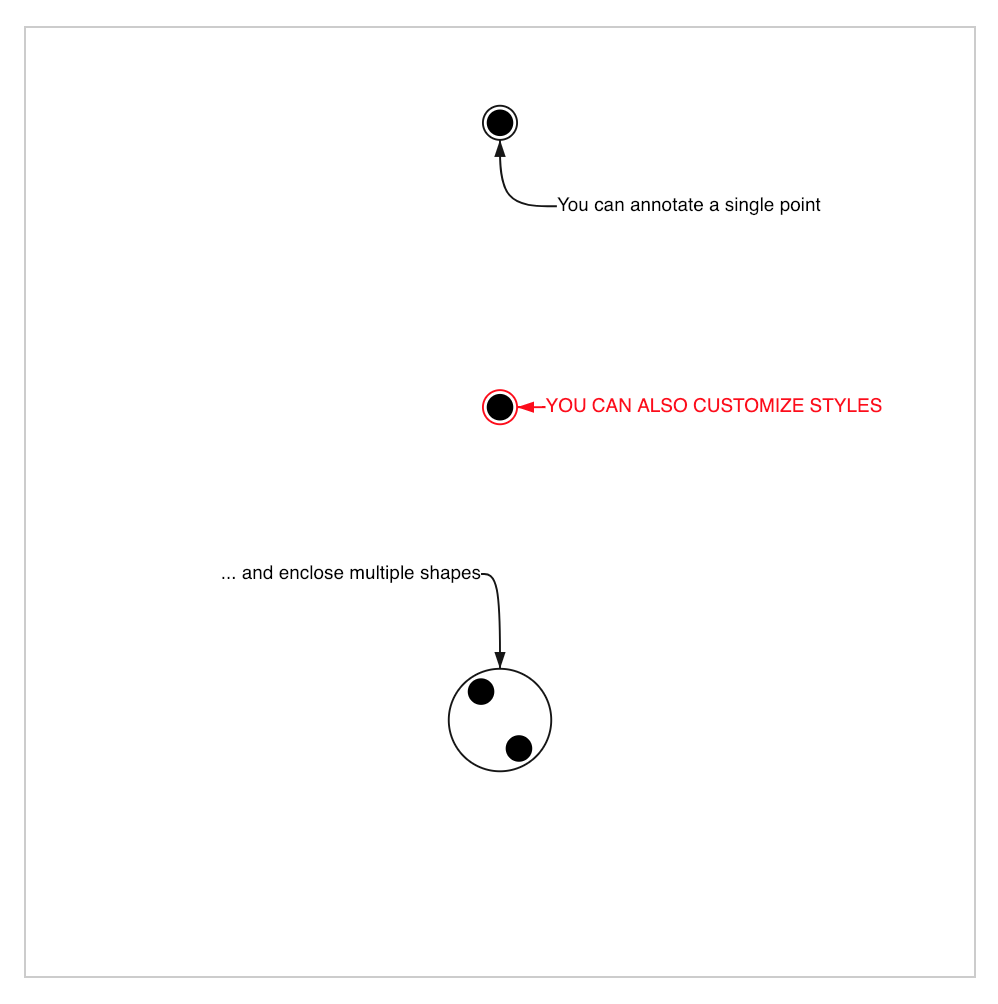 You can annotate a single point
YOU CAN ALSO CUSTOMIZE STYLES
... and enclose multiple shapes